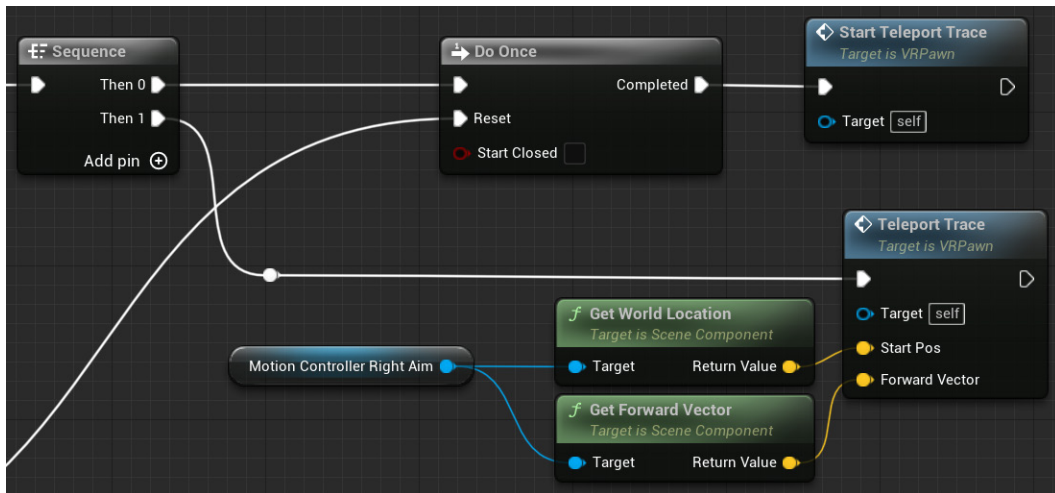 Sequence
Then 0
Then 1
Add pin
Do Once
Completed
Reset
Start Closed
Start Teleport Trace
Target is VRPawn
Target self
Teleport Trace
Target is VRPawn
Target self
Start Pos
Forward Vector
Motion Controller Right Aim
f Get World Location
Target is Scene Component
Target Return Value
f Get Forward Vector
Target is Scene Component
Target Return Value